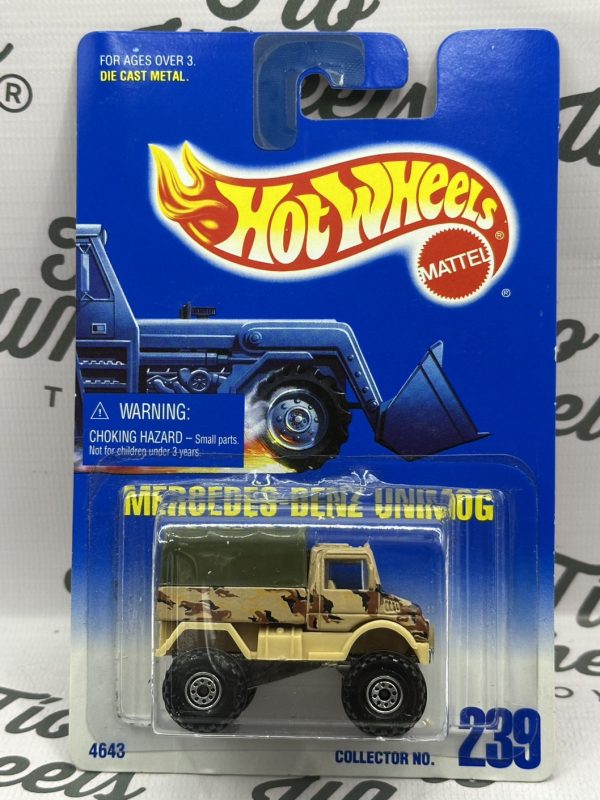 FOR AGES OVER 3.
DIE CAST METAL.
HOT WHEELS®
MATTEL
®
⚠ WARNING:
CHOKING HAZARD – Small parts.
Not for children under 3 years.
MERCEDES-BENZ UNIMOG
4643
COLLECTOR NO. 239